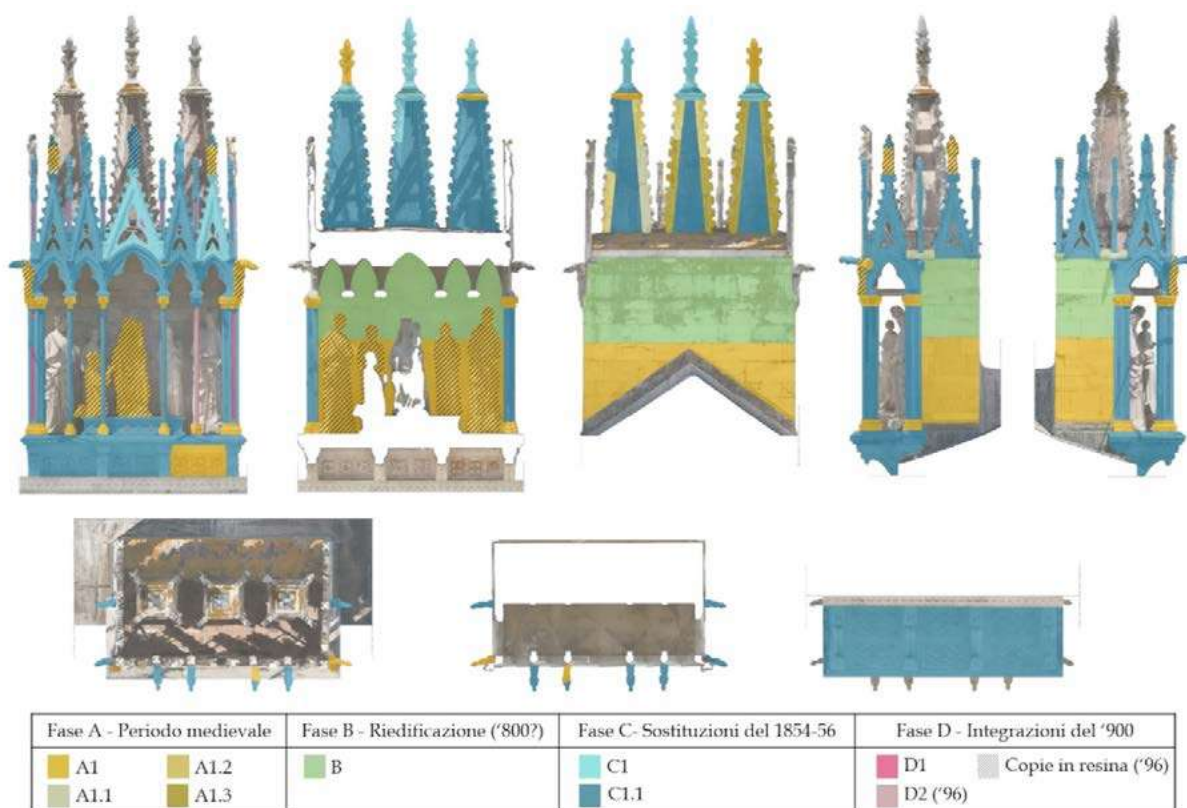 Fase A - Periodo medievale
Fase B - Riedificazione ('800?)
Fase C- Sostituzioni del 1854-56
Fase D - Integrazioni del '900
A1
A1.2
B
C1
D1
Copie in resina ('96)
A1.1
A1.3
C1.1
D2 ('96)